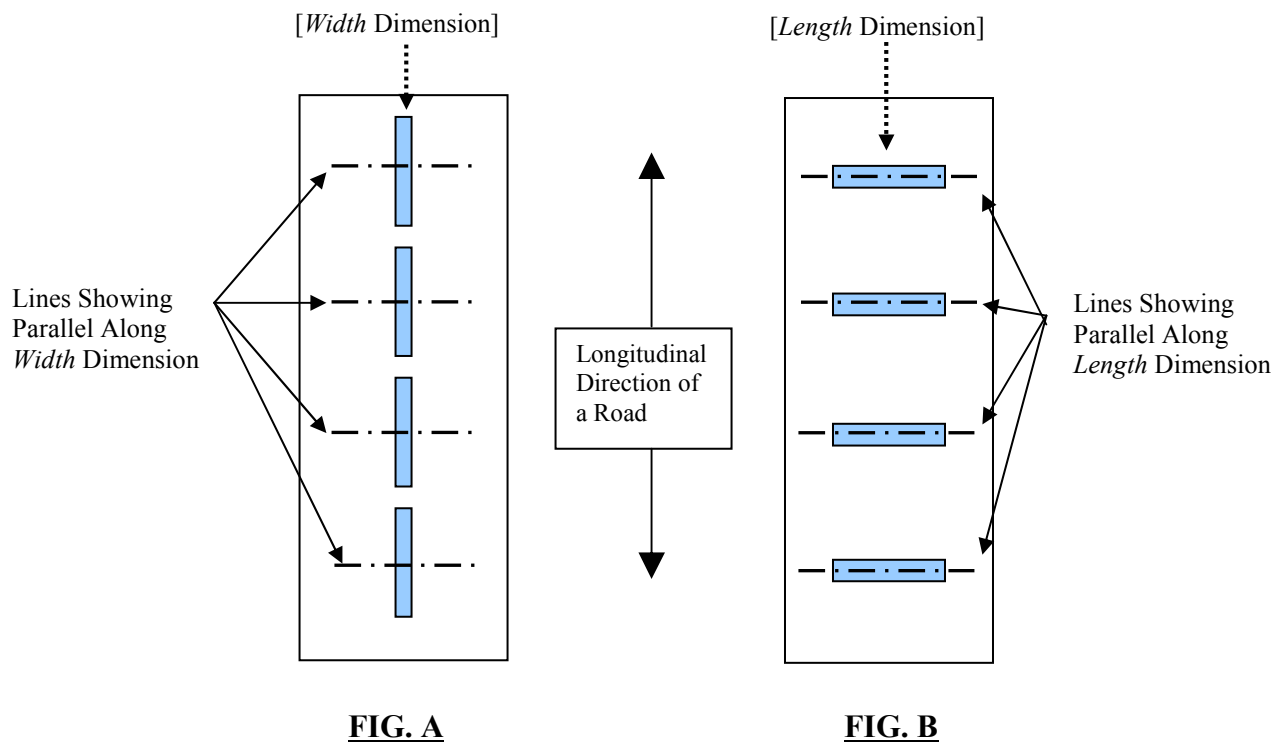 [Width Dimension]
[Length Dimension]
Lines Showing
Parallel Along
Width Dimension
Longitudinal
Direction of
a Road
Lines Showing
Parallel Along
Length Dimension
FIG. A
FIG. B